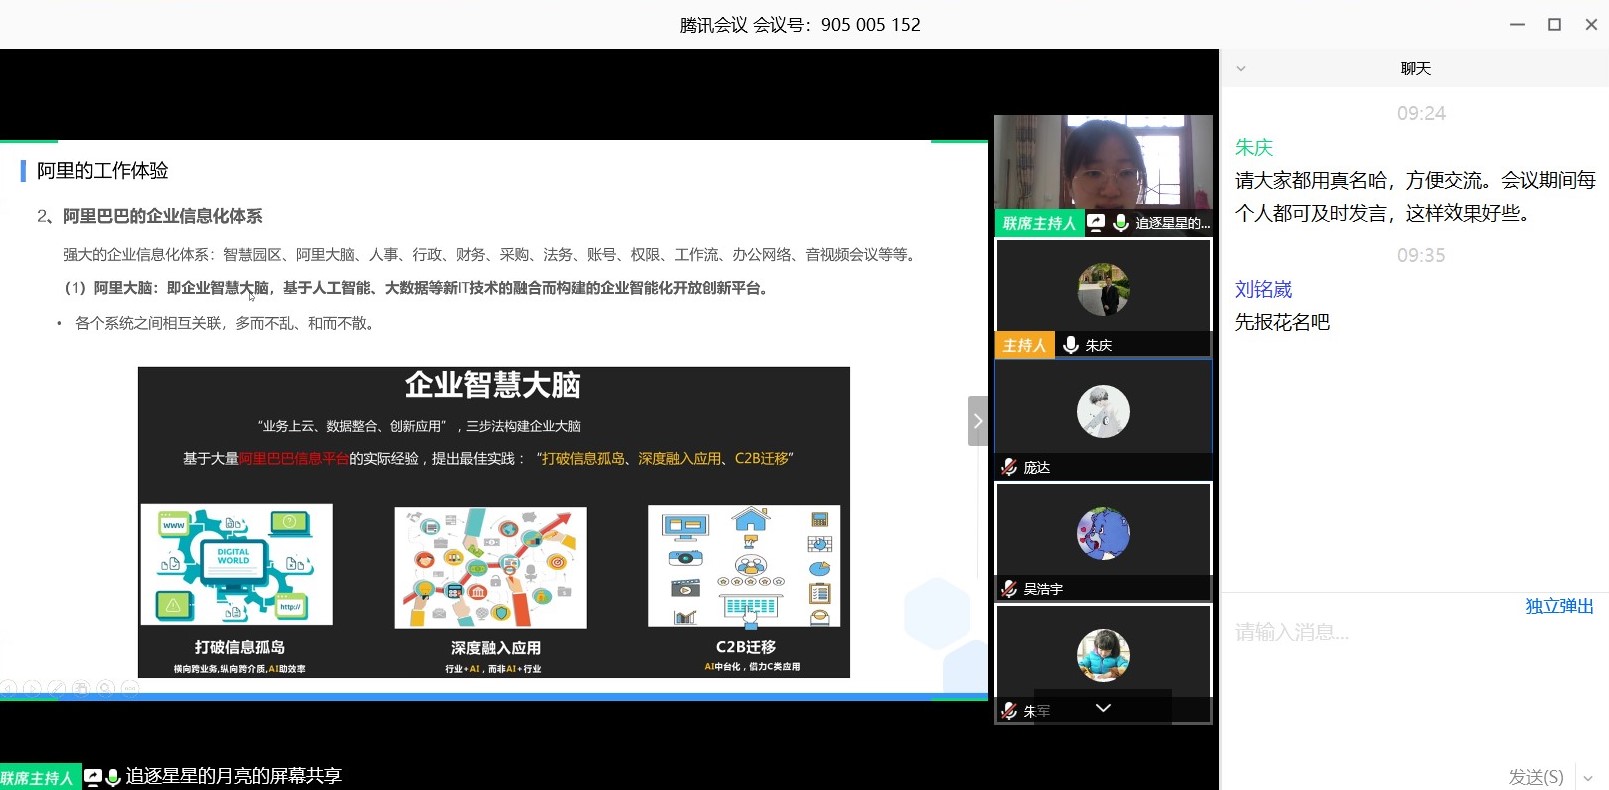 腾讯会议 会议号：905 005 152
阿里的工作体验
2、阿里巴巴的企业信息化体系
强大的企业信息化体系：智慧园区、阿里大脑、人事、行政、财务、采购、法务、账号、权限、工作流、办公网络、音视频会议等等。
（1）阿里大脑：即企业智慧大脑，基于人工智能、大数据等新IT技术的融合而构建的企业智能化开放创新平台。
• 各个系统之间相互关联，多而不乱、和而不散。
企业智慧大脑
“业务上云、数据整合、创新应用”，三步法构建企业大脑
基于大量阿里巴巴信息平台的实际经验，提出最佳实践：“打破信息孤岛、深度融入应用、C2B迁移”
WWW
DIGITAL
WORLD
http://
打破信息孤岛
横向跨业务,纵向跨介质,AI助效率
深度融入应用
行业+AI，而非AI+行业
C2B迁移
AI中台化，借力C类应用
联席主持人 追逐星星的...
主持人 朱庆
庞达
吴浩宇
朱军
联席主持人 追逐星星的月亮的屏幕共享
聊天
09:24
朱庆
请大家都用真名哈，方便交流。会议期间每
个人都可及时发言，这样效果好些。
09:35
刘铭崴
先报花名吧
独立弹出
请输入消息...
发送(S)